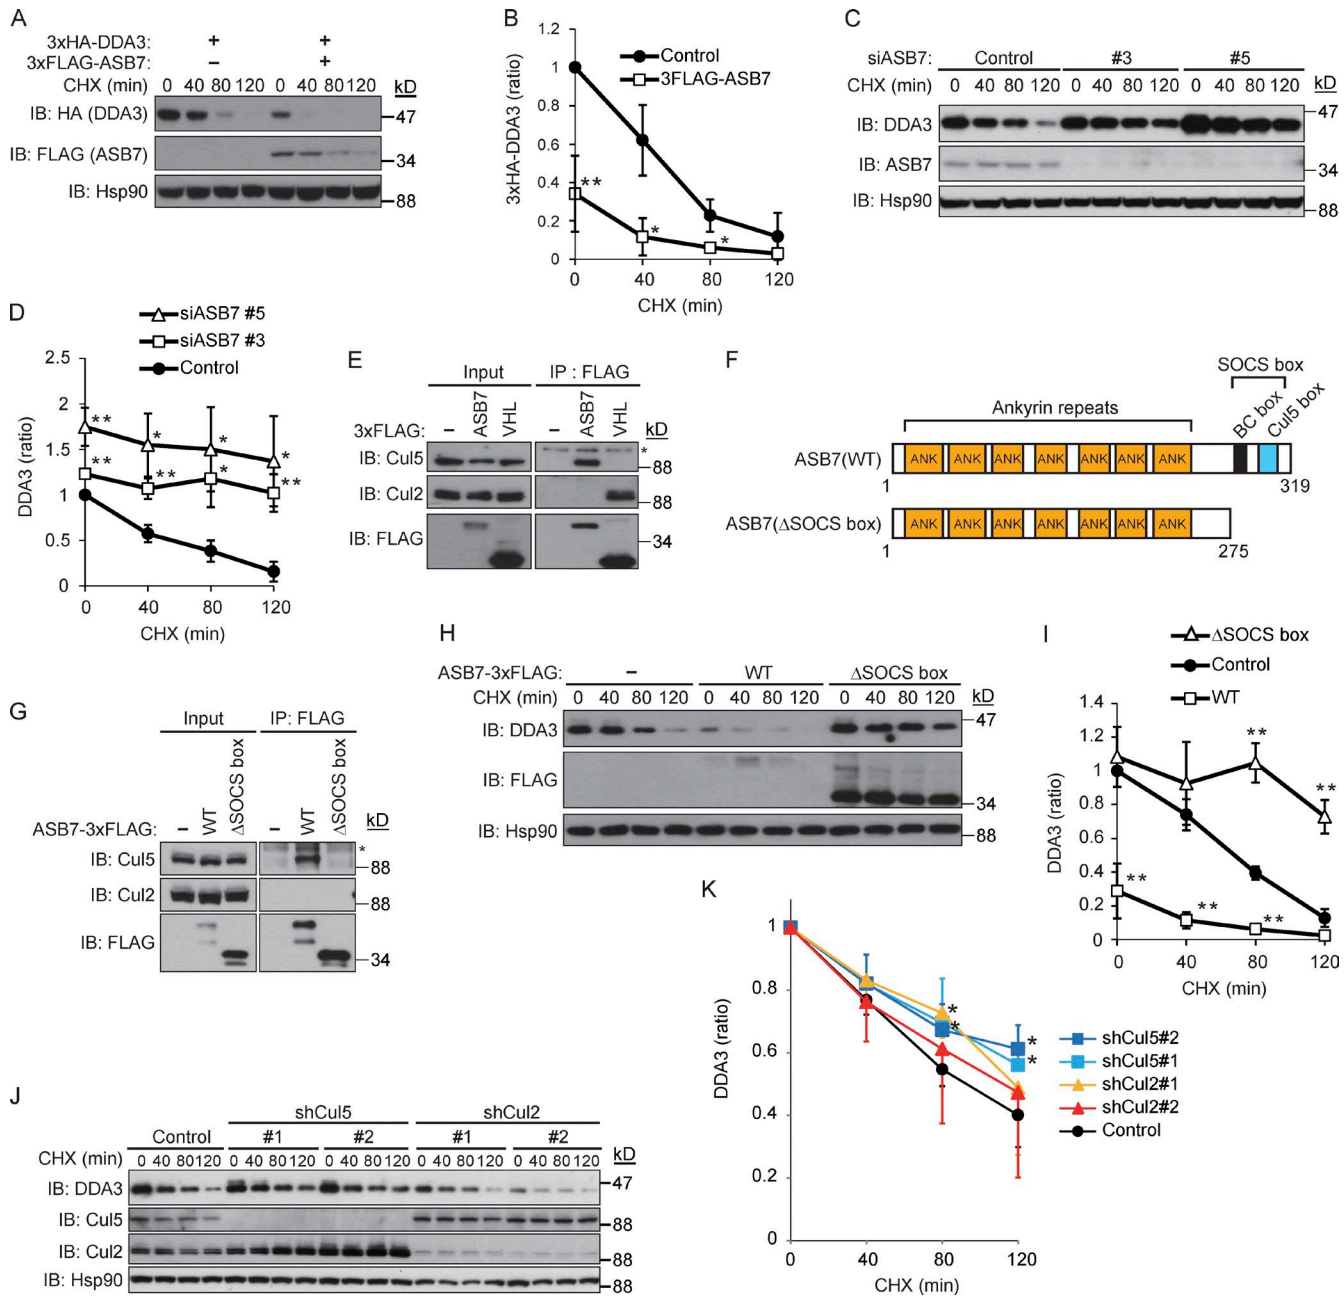 A
3xHA-DDA3: + +
3xFLAG-ASB7: – +
CHX (min) 0 40 80 120 0 40 80 120 kD
IB: HA (DDA3) 47
IB: FLAG (ASB7) 34
IB: Hsp90 88
B
1.2
1
0.8
0.6
0.4
0.2
0
3xHA-DDA3 (ratio)
Control
3FLAG-ASB7
**
*
*
0 40 80 120
CHX (min)
C
siASB7: Control #3 #5
CHX (min) 0 40 80 120 0 40 80 120 0 40 80 120 kD
IB: DDA3 47
IB: ASB7 34
IB: Hsp90 88
D
siASB7 #5
siASB7 #3
Control
2.5
2
1.5
1
0.5
0
DDA3 (ratio)
** * * *
** ** * **
0 40 80 120
CHX (min)
E
Input IP : FLAG
3xFLAG: – ASB7 VHL – ASB7 VHL kD
IB: Cul5 * 88
IB: Cul2 88
IB: FLAG 34
F
SOCS box
Ankyrin repeats BC box Cul5 box
ASB7(WT) ANK ANK ANK ANK ANK ANK ANK
1 319
ASB7(ΔSOCS box) ANK ANK ANK ANK ANK ANK ANK
1 275
G
Input IP: FLAG
ASB7-3xFLAG: – WT ΔSOCS box – WT ΔSOCS box kD
IB: Cul5 * 88
IB: Cul2 88
IB: FLAG 34
H
ASB7-3xFLAG: – WT ΔSOCS box
CHX (min) 0 40 80 120 0 40 80 120 0 40 80 120 kD
IB: DDA3 47
IB: FLAG 34
IB: Hsp90 88
I
ΔSOCS box
Control
WT
1.4
1.2
1
0.8
0.6
0.4
0.2
0
DDA3 (ratio)
** **
** ** **
0 40 80 120
CHX (min)
J
shCul5 shCul2
Control #1 #2 #1 #2
CHX (min) 0 40 80 120 0 40 80 120 0 40 80 120 0 40 80 120 0 40 80 120 kD
IB: DDA3 47
IB: Cul5 88
IB: Cul2 88
IB: Hsp90 88
K
1
0.8
0.6
0.4
0.2
0
DDA3 (ratio)
*
*
*
*
shCul5#2
shCul5#1
shCul2#1
shCul2#2
Control
0 40 80 120
CHX (min)